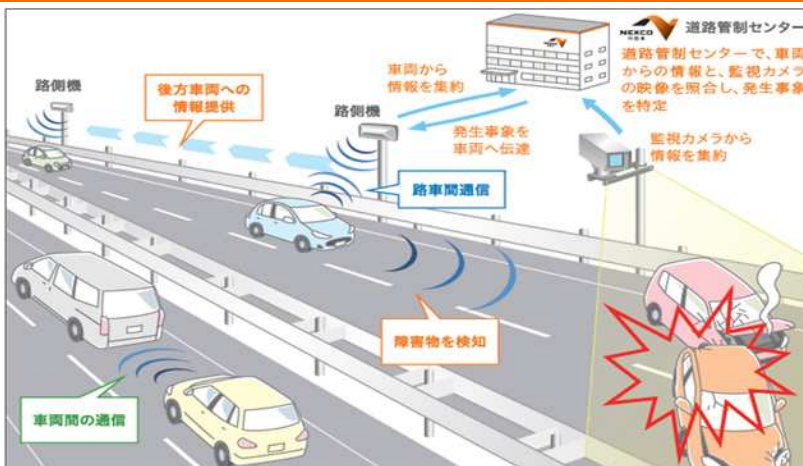 NEXCO 道路管制センター
道路管制センターで、車両
からの情報と、監視カメラ
の映像を照合し、発生事象
を特定
車両から
情報を集約
路側機
後方車両への
情報提供
路側機
発生事象を
車両へ伝達
監視カメラから
情報を集約
路車間通信
障害物を検知
車両間の通信